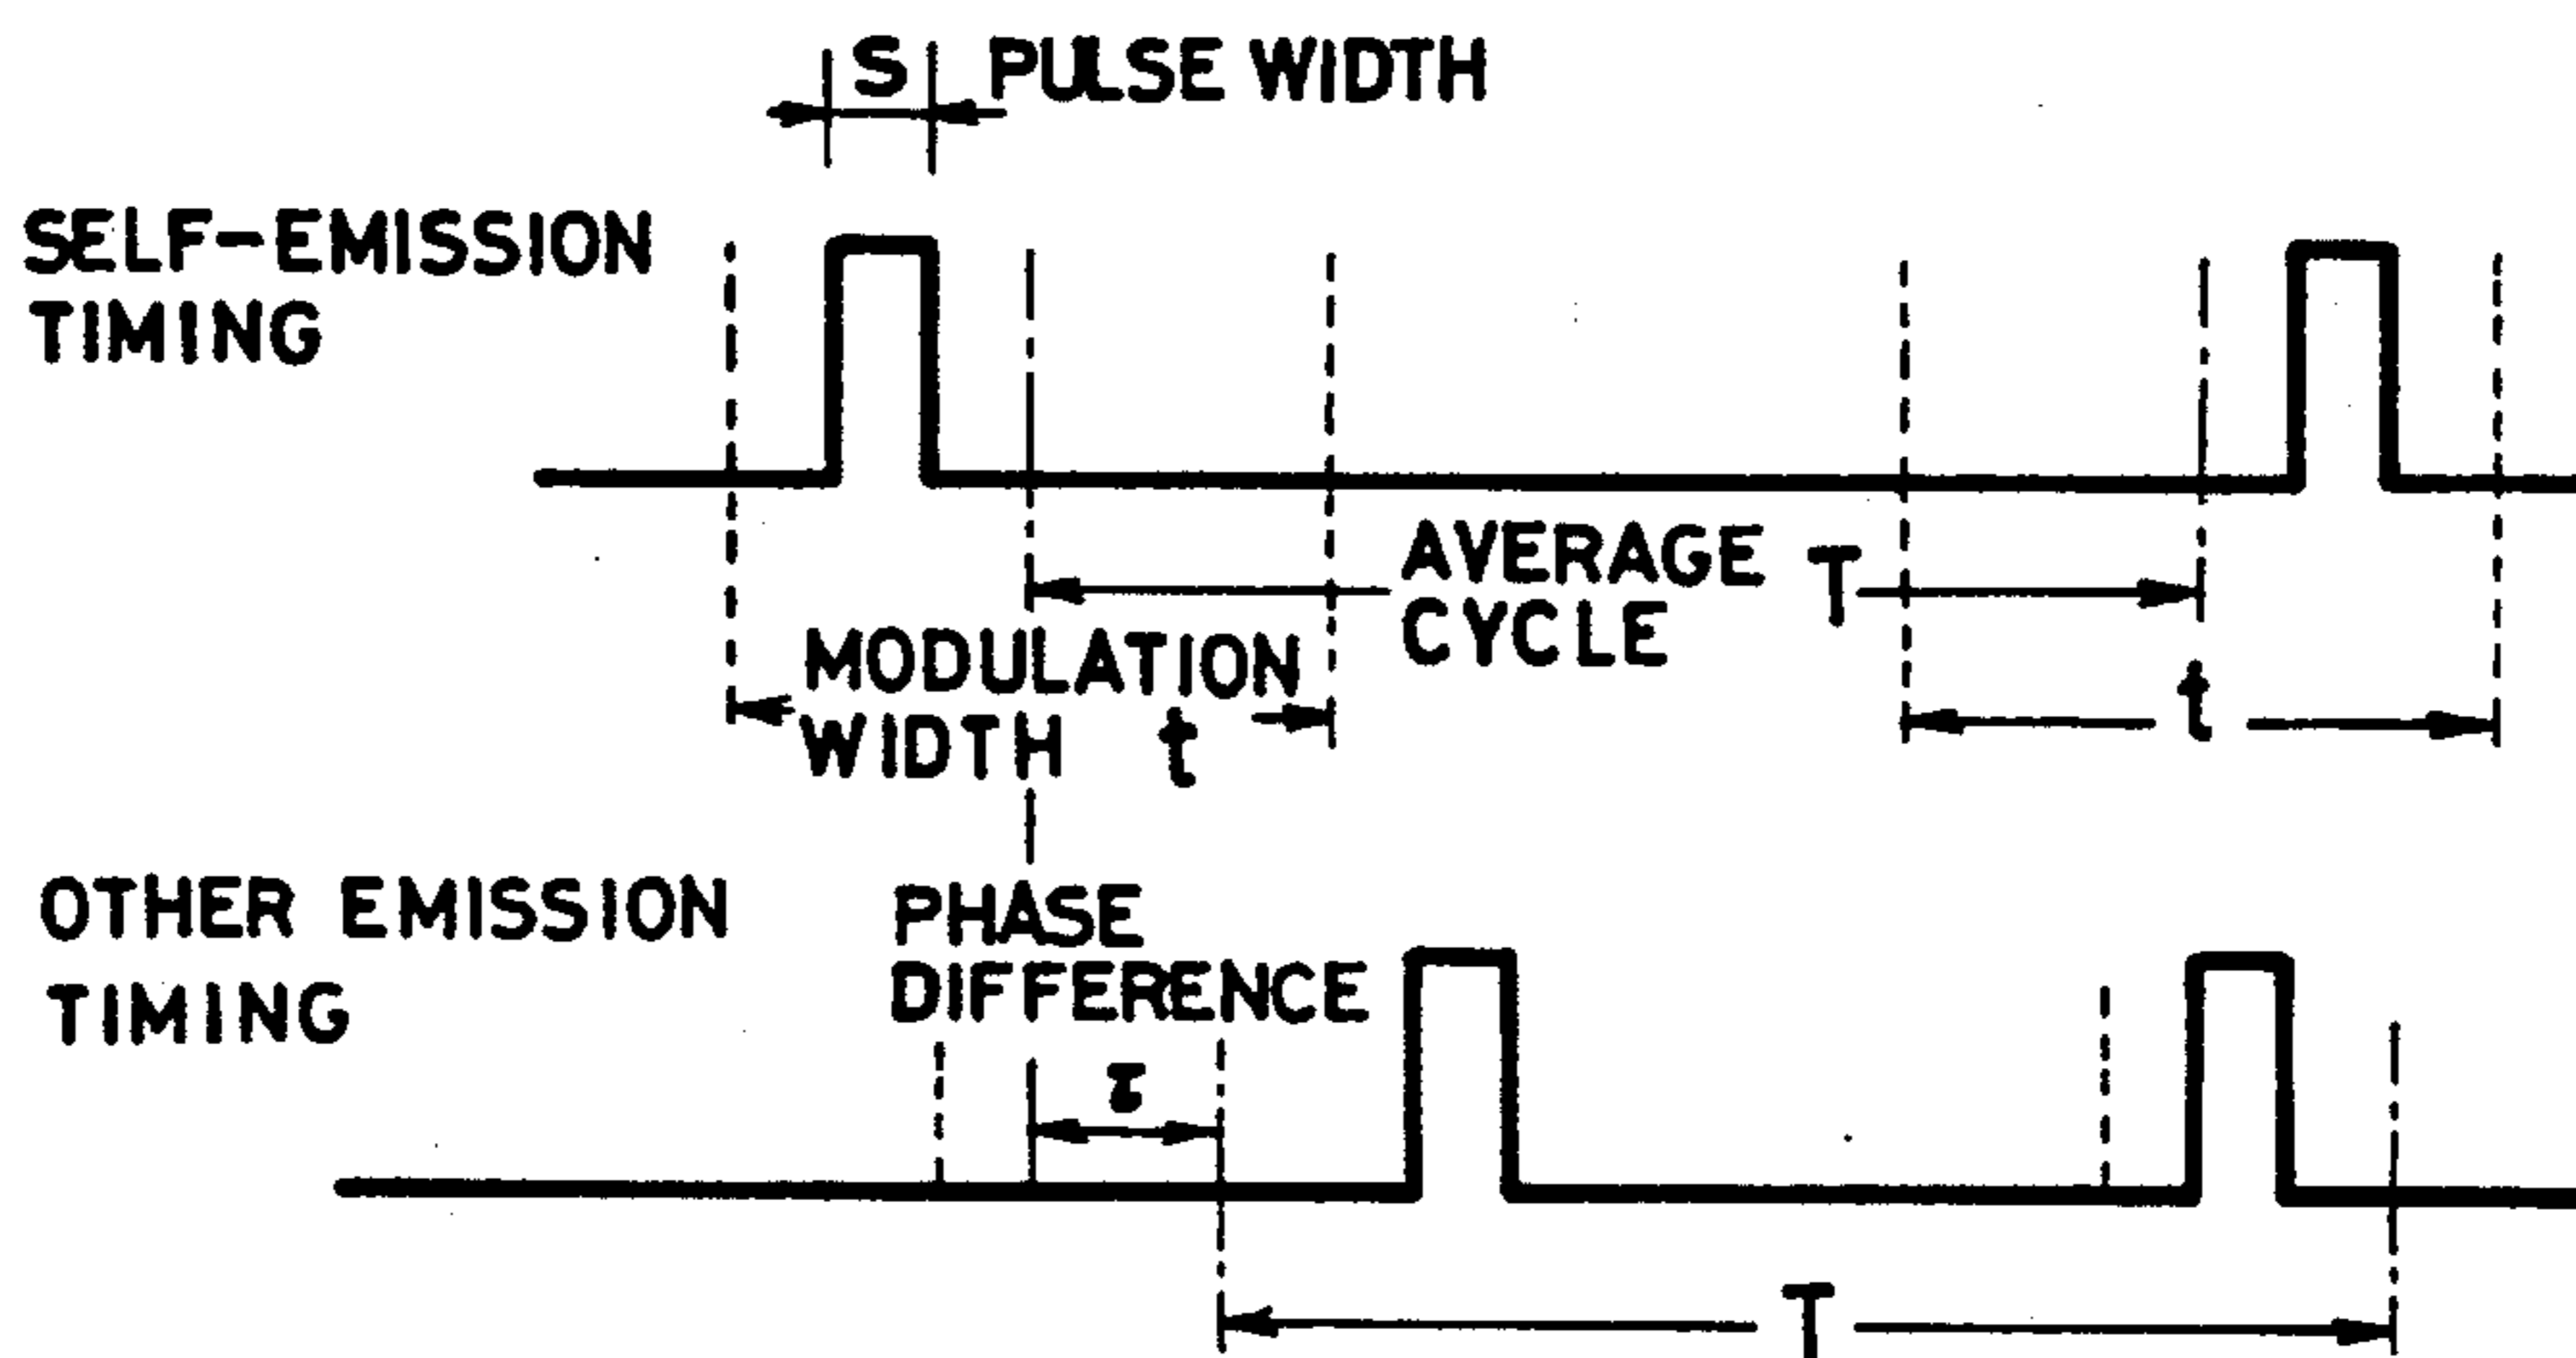 S PULSE WIDTH
SELF-EMISSION
TIMING
AVERAGE T
CYCLE
MODULATION
WIDTH t
t
OTHER EMISSION
TIMING
PHASE
DIFFERENCE
τ
T